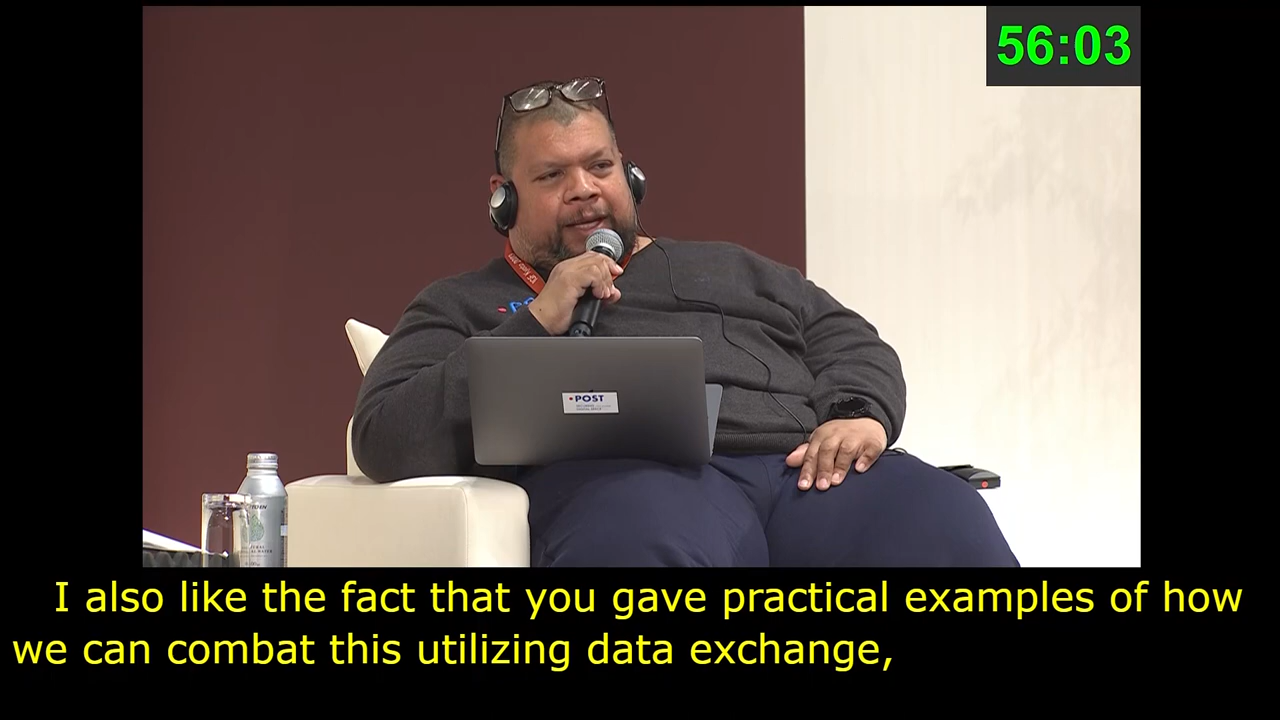 56:03
POST
I also like the fact that you gave practical examples of how
we can combat this utilizing data exchange,